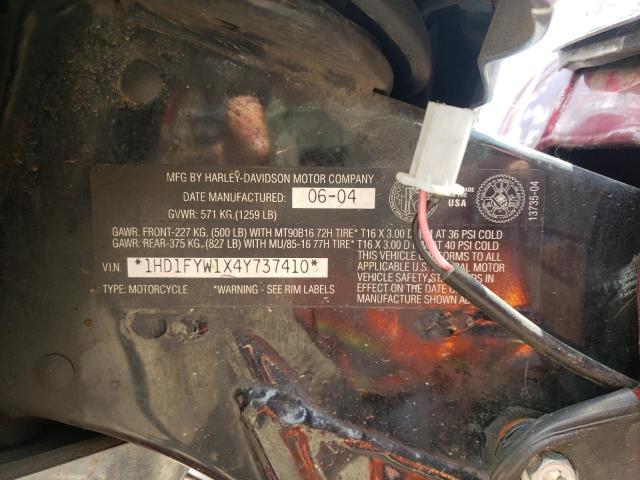 MFG BY HARLEY-DAVIDSON MOTOR COMPANY
DATE MANUFACTURED: 06-04
GVWR: 571 KG.(1259 LB)
MADE
USA
13735-04
GAWR: FRONT-227 KG. (500 LB) WITH MT90B16 72H TIRE* T16 X 3.00 D AT 36 PSI COLD
GAWR: REAR-375 KG. (827 LB) WITH MU/85-16 77H TIRE* T16 X 3.00 D AT 40 PSI COLD
V.I.N. *1HD1FYW1X4Y737410*
THIS VEHICLE CONFORMS TO ALL
APPLICABLE U.S. MOTOR
VEHICLE SAFETY
EFFECT ON THE DATE OF
MANUFACTURE SHOWN
TYPE: MOTORCYCLE *WARNING - SEE RIM LABELS